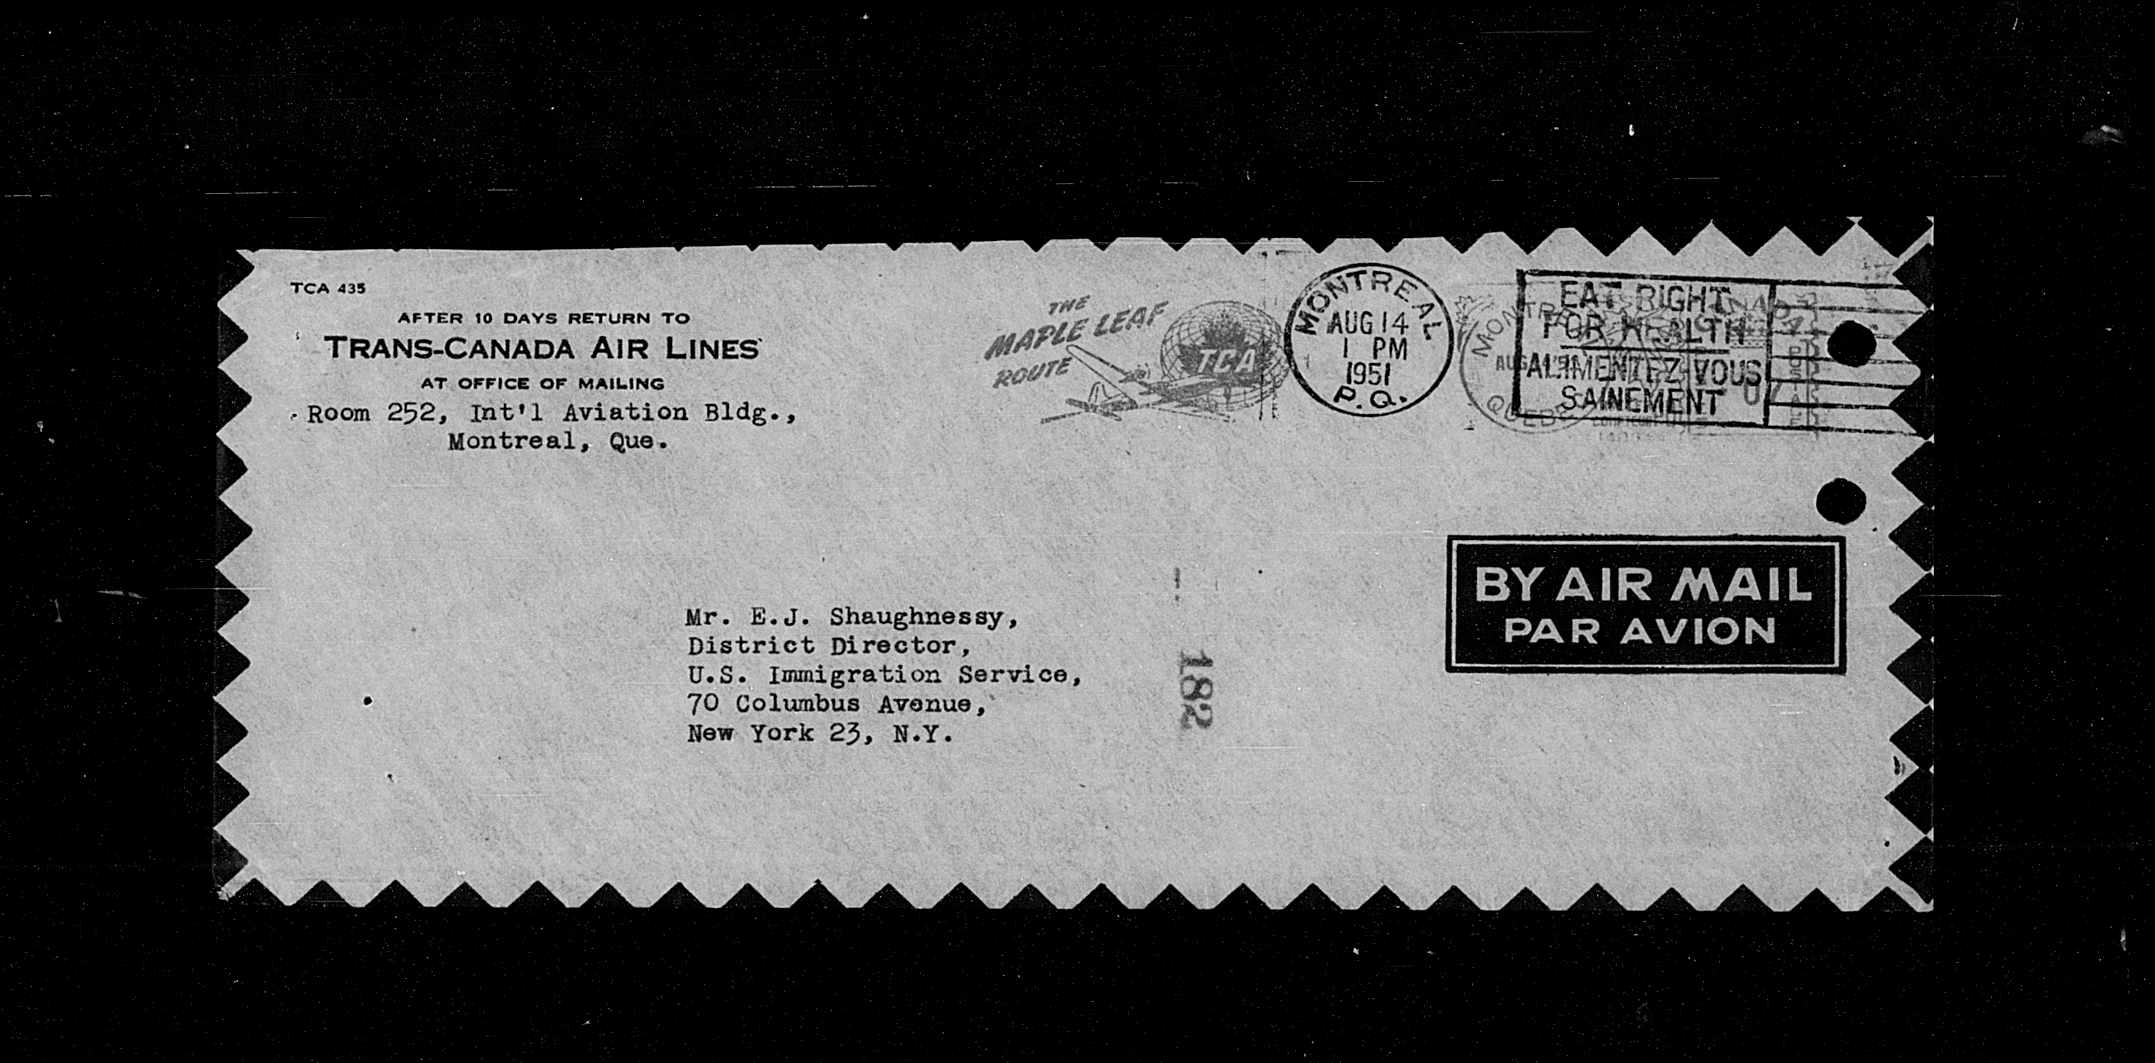 TCA 435
AFTER 10 DAYS RETURN TO
TRANS-CANADA AIR LINES
AT OFFICE OF MAILING
Room 252, Int'l Aviation Bldg.,
Montreal, Que.
THE
MAPLE LEAF
ROUTE
TCA
MONTREAL
AUG 14
1 PM
1951
P.Q.
EAT RIGHT
FOR HEALTH
ALIMENTEZ VOUS
SAINEMENT
BY AIR MAIL
PAR AVION
Mr. E.J. Shaughnessy,
District Director,
U.S. Immigration Service,
70 Columbus Avenue,
New York 23, N.Y.
182